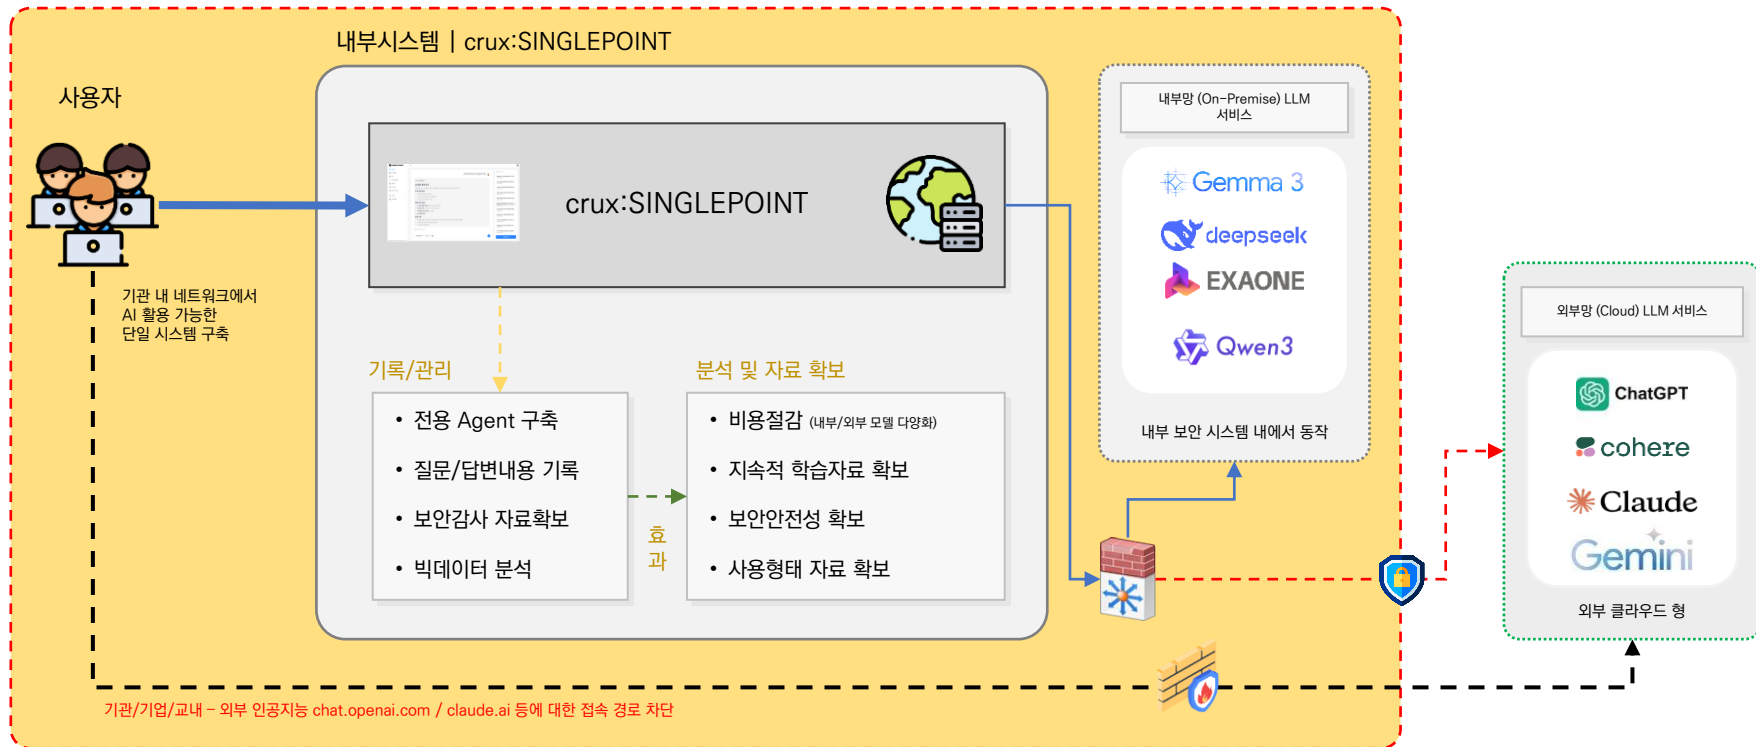 내부시스템 | crux:SINGLEPOINT
사용자
crux:SINGLEPOINT
기관 내 네트워크에서
AI 활용 가능한
단일 시스템 구축
기록/관리
• 전용 Agent 구축
• 질문/답변내용 기록
• 보안감사 자료확보
• 빅데이터 분석
효
과
분석 및 자료 확보
• 비용절감 (내부/외부 모델 다양화)
• 지속적 학습자료 확보
• 보안안전성 확보
• 사용형태 자료 확보
내부망 (On-Premise) LLM
서비스
Gemma 3
deepseek
EXAONE
Qwen3
내부 보안 시스템 내에서 동작
외부망 (Cloud) LLM 서비스
ChatGPT
cohere
Claude
Gemini
외부 클라우드 형
기관/기업/교내 – 외부 인공지능 chat.openai.com / claude.ai 등에 대한 접속 경로 차단